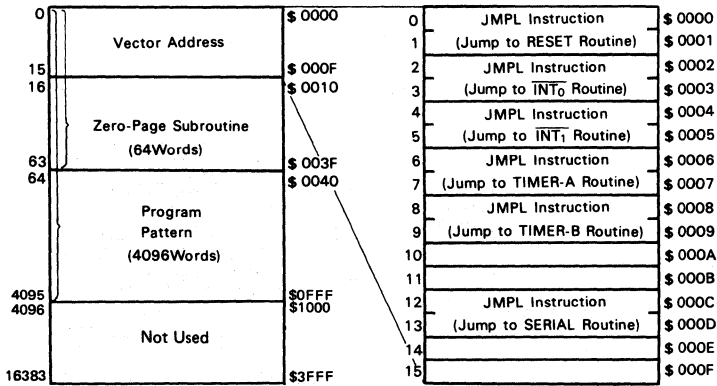 0 $ 0000
Vector Address
15 $ 000F
16 $ 0010
Zero-Page Subroutine
(64Words)
63 $ 003F
64 $ 0040
Program
Pattern
(4096Words)
4095 $0FFF
4096 $1000
Not Used
16383 $3FFF
0 JMPL Instruction $ 0000
1 (Jump to RESET Routine) $ 0001
2 JMPL Instruction $ 0002
3 (Jump to INT₀ Routine) $ 0003
4 JMPL Instruction $ 0004
5 (Jump to INT₁ Routine) $ 0005
6 JMPL Instruction $ 0006
7 (Jump to TIMER-A Routine) $ 0007
8 JMPL Instruction $ 0008
9 (Jump to TIMER-B Routine) $ 0009
10 $ 000A
11 $ 000B
12 JMPL Instruction $ 000C
13 (Jump to SERIAL Routine) $ 000D
14 $ 000E
15 $ 000F